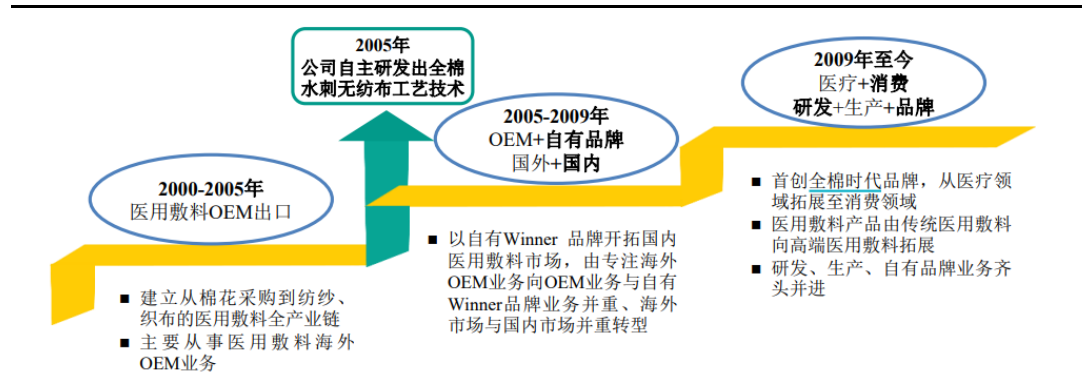 2005年
公司自主研发出全棉
水刺无纺布工艺技术
2000-2005年
医用敷料OEM出口
■ 建立从棉花采购到纺纱、
织布的医用敷料全产业链
■ 主要从事医用敷料海外
OEM业务
2005-2009年
OEM+自有品牌
国外+国内
■ 以自有Winner 品牌开拓国内
医用敷料市场，由专注海外
OEM业务向OEM业务与自有
Winner品牌业务并重、海外
市场与国内市场并重转型
2009年至今
医疗+消费
研发+生产+品牌
■ 首创全棉时代品牌，从医疗领
域拓展至消费领域
■ 医用敷料产品由传统医用敷料
向高端医用敷料拓展
■ 研发、生产、自有品牌业务齐
头并进